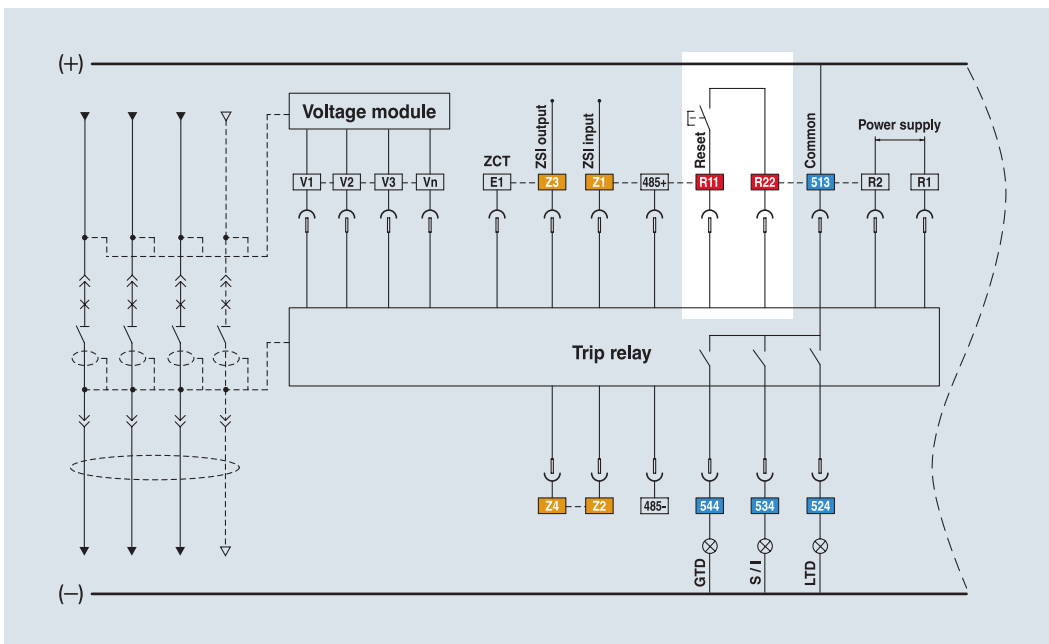 (+)
Voltage module
ZCT
ZSI output
ZSI input
Reset
Common
Power supply
V1
V2
V3
Vn
E1
Z3
Z1
485+
R11
R22
513
R2
R1
Trip relay
Z4
Z2
485-
544
534
524
GTD
S / I
LTD
(−)